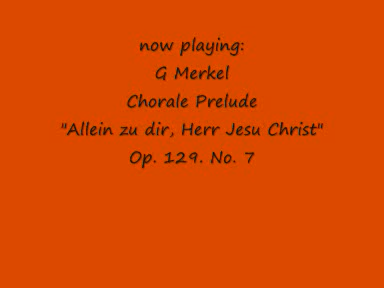 now playing:
G Merkel
Chorale Prelude
"Allein zu dir, Herr Jesu Christ"
Op. 129. No. 7